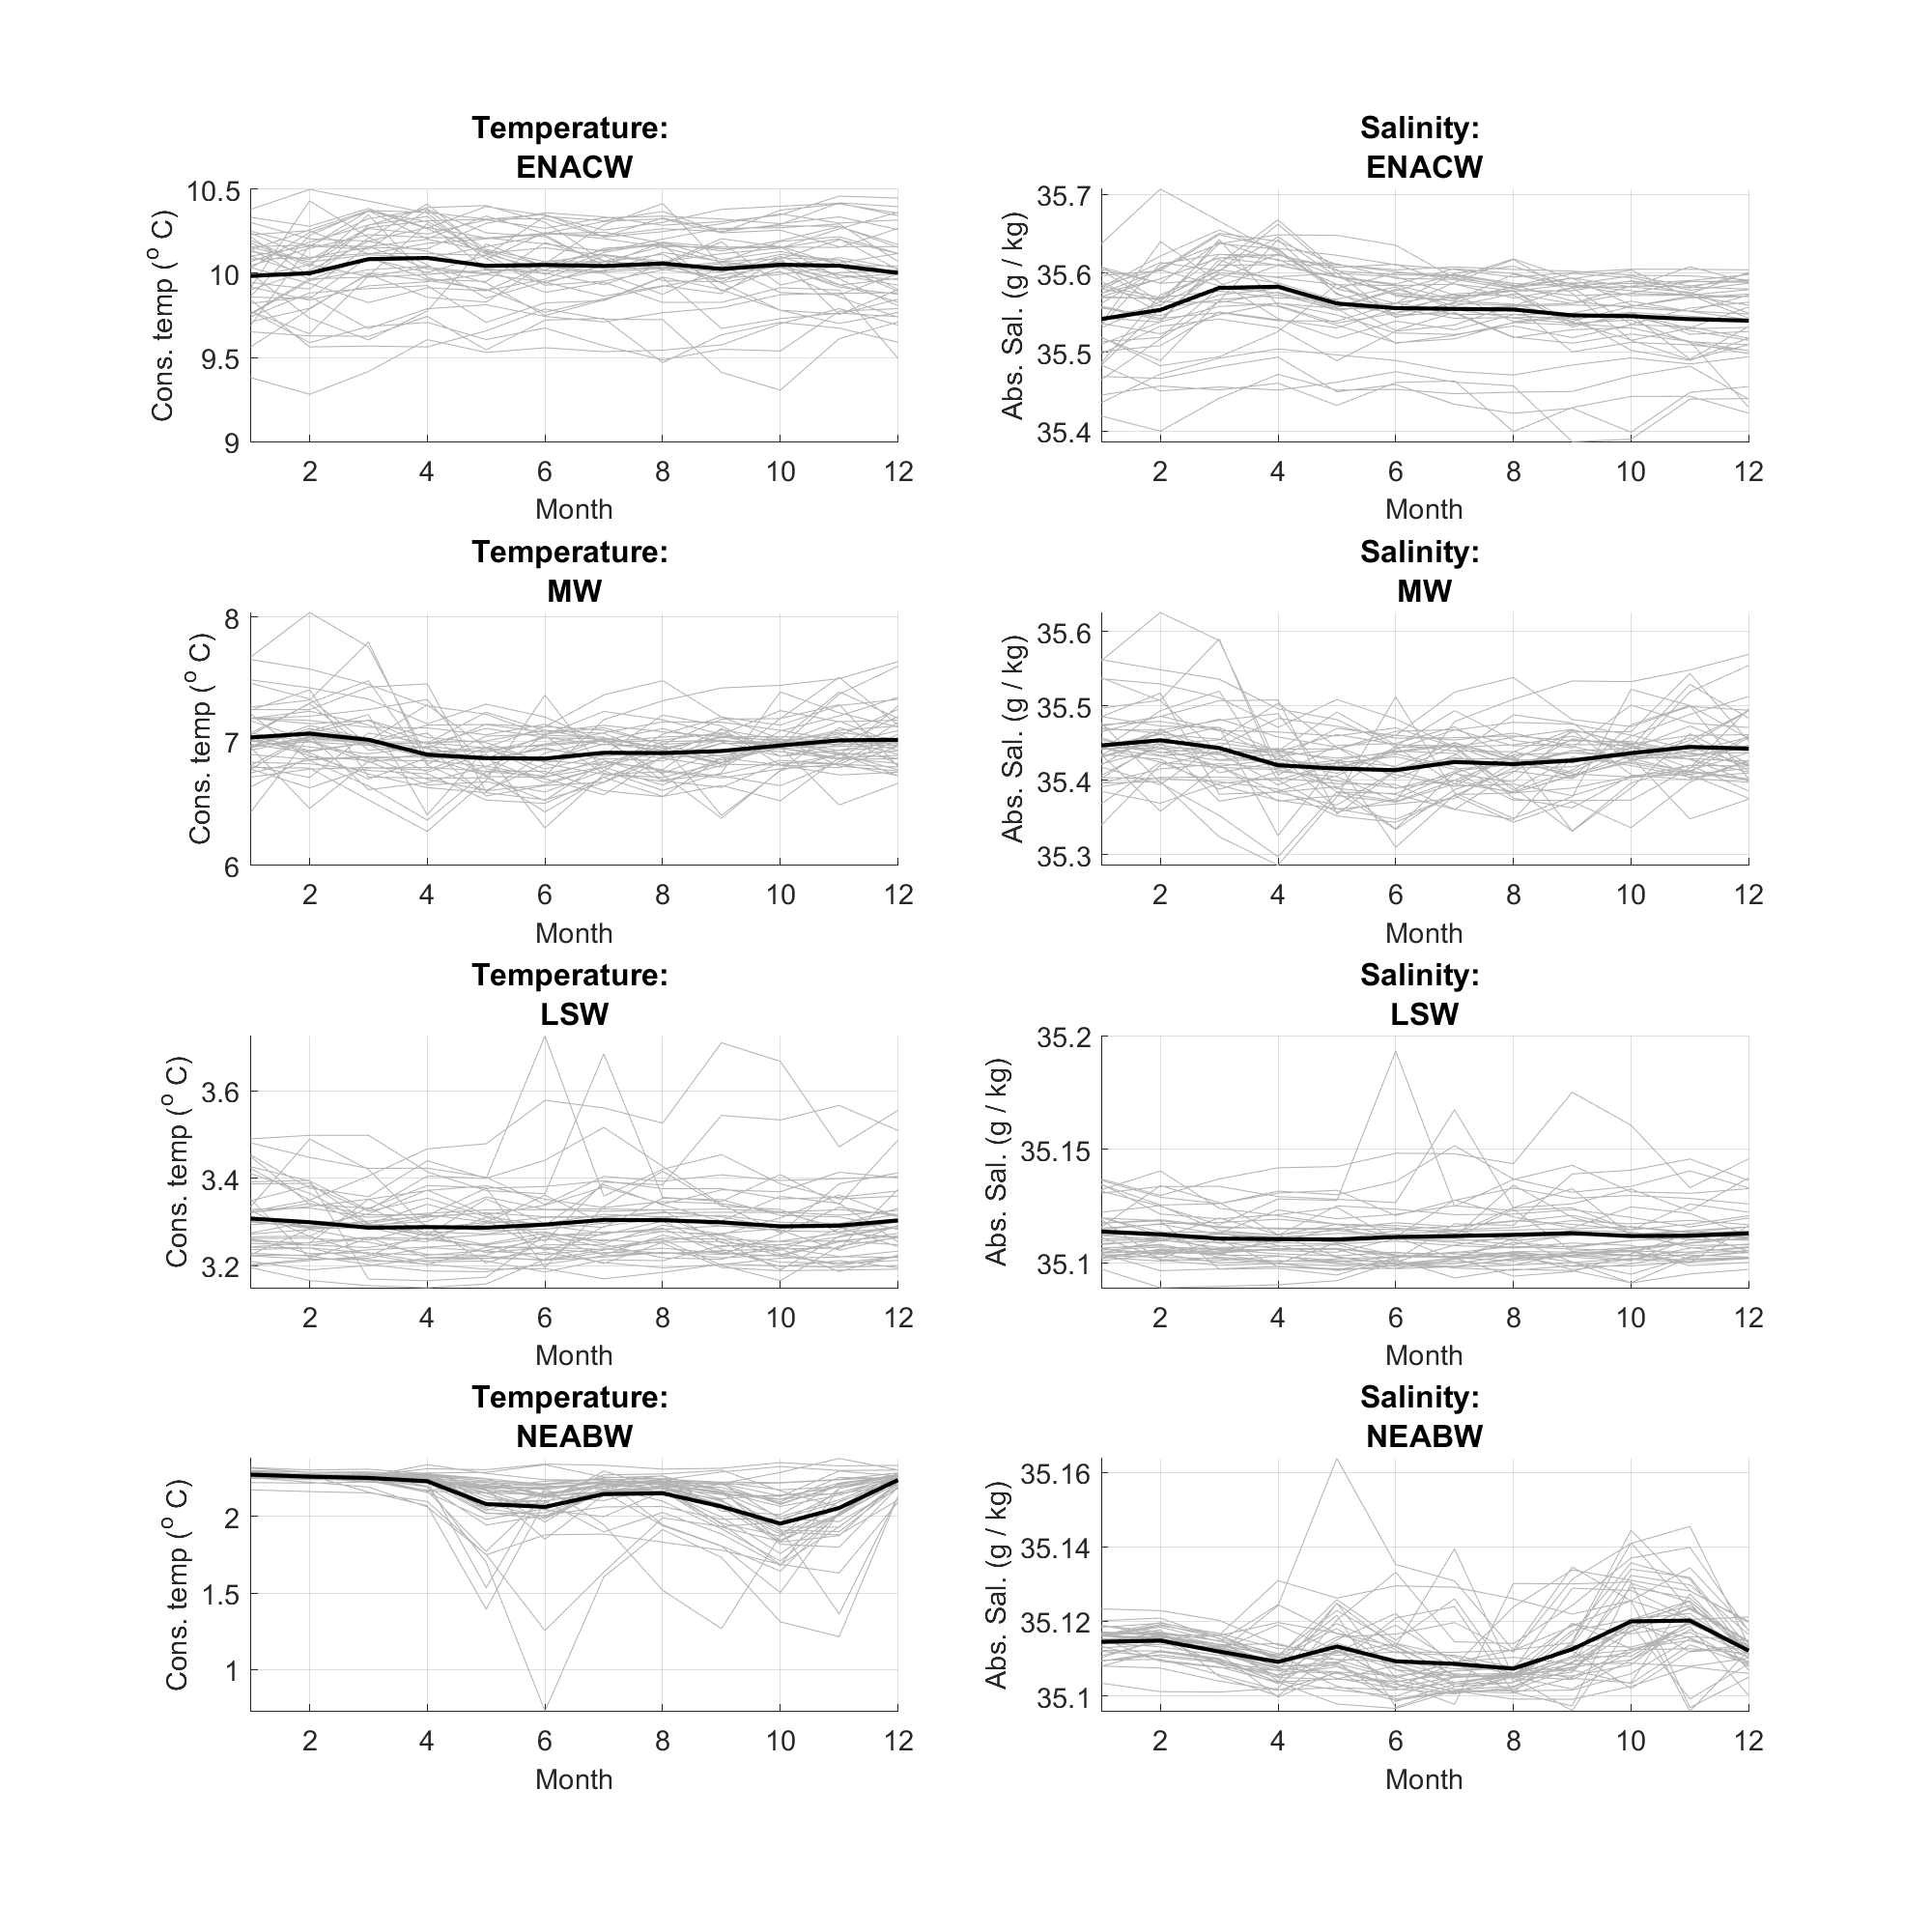 Temperature:
ENACW
10.5
10
9.5
9
Cons. temp (° C)
2 4 6 8 10 12
Month
Salinity:
ENACW
35.7
35.6
35.5
35.4
Abs. Sal. (g / kg)
2 4 6 8 10 12
Month
Temperature:
MW
8
7
6
Cons. temp (° C)
2 4 6 8 10 12
Month
Salinity:
MW
35.6
35.5
35.4
35.3
Abs. Sal. (g / kg)
2 4 6 8 10 12
Month
Temperature:
LSW
3.6
3.4
3.2
Cons. temp (° C)
2 4 6 8 10 12
Month
Salinity:
LSW
35.2
35.15
35.1
Abs. Sal. (g / kg)
2 4 6 8 10 12
Month
Temperature:
NEABW
2
1.5
1
Cons. temp (° C)
2 4 6 8 10 12
Month
Salinity:
NEABW
35.16
35.14
35.12
35.1
Abs. Sal. (g / kg)
2 4 6 8 10 12
Month